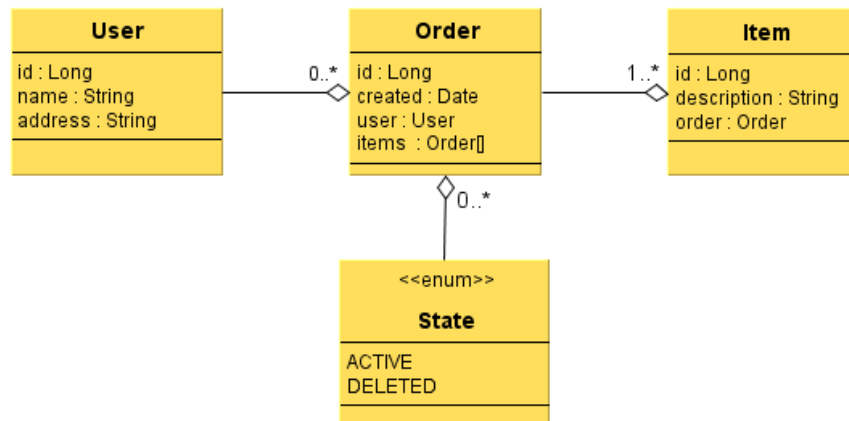 User
id : Long
name : String
address : String
0..*
Order
id : Long
created : Date
user : User
items : Order[]
1..*
Item
id : Long
description : String
order : Order
0..*
<<enum>>
State
ACTIVE
DELETED